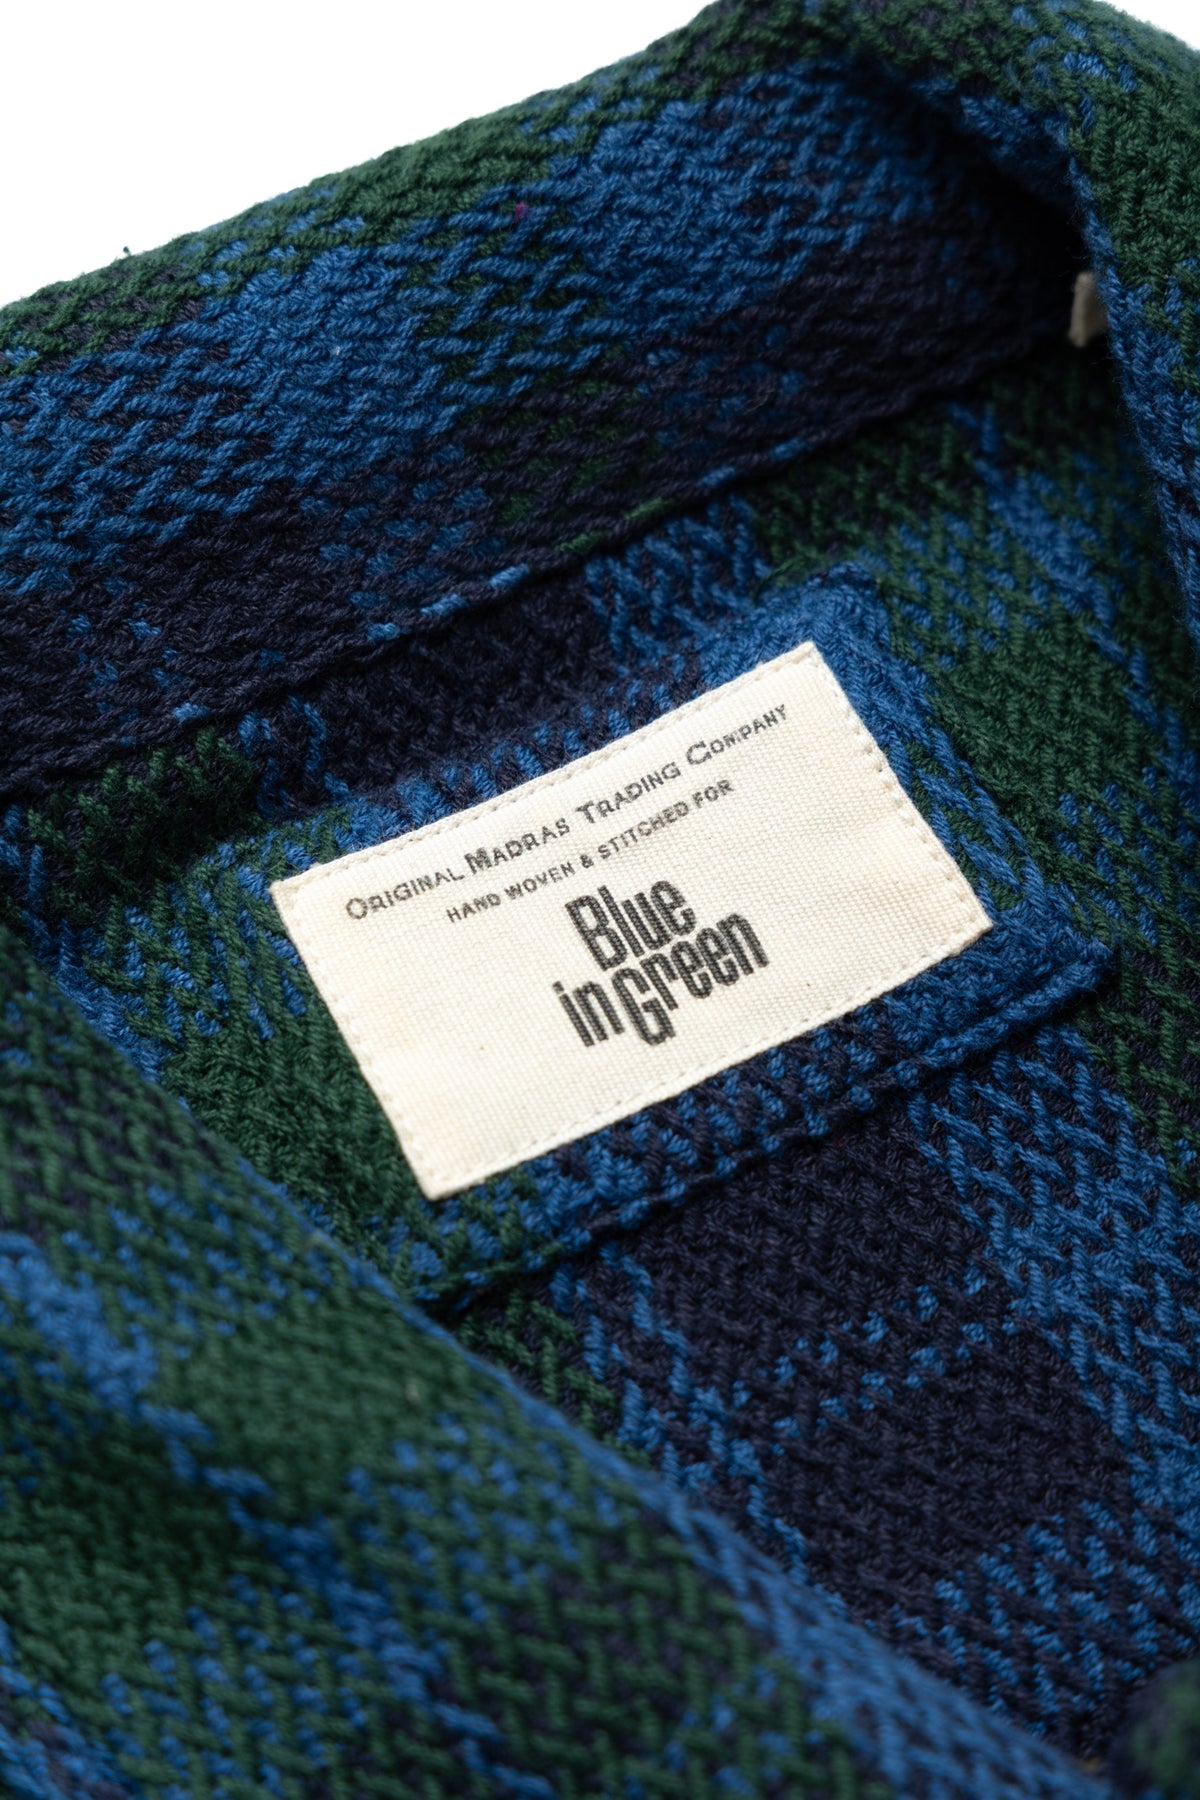 Original Madras Trading Company
HAND WOVEN & STITCHED FOR
Blue
in Green